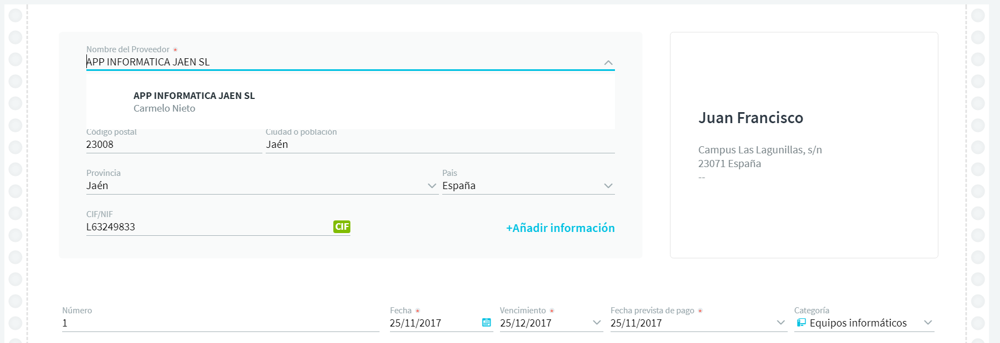 Nombre del Proveedor *
APP INFORMATICA JAEN SL
APP INFORMATICA JAEN SL
Carmelo Nieto
Código postal
Ciudad o población
23008
Jaén
Provincia
Pais
Jaén
España
CIF/NIF
L63249833
CIF
+Añadir información
Juan Francisco
Campus Las Lagunillas, s/n
23071 España
--
Número
Fecha *
Vencimiento *
Fecha prevista de pago *
Categoría
1
25/11/2017
25/12/2017
25/11/2017
Equipos informáticos